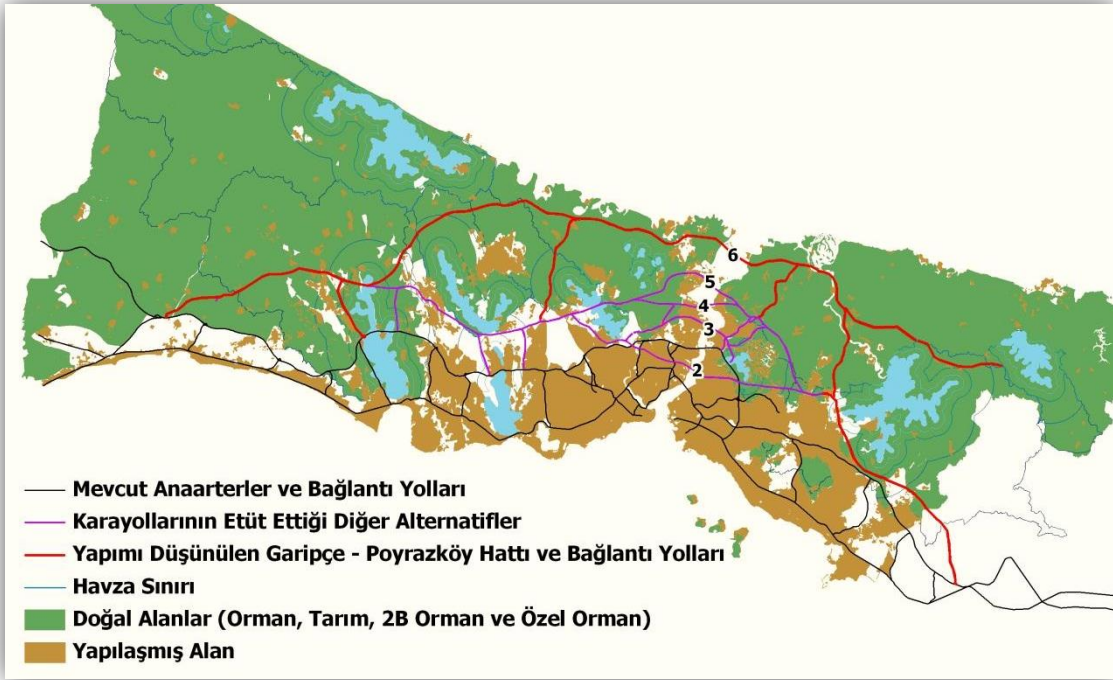 6
5
4
3
2
Mevcut Anaarterler ve Bağlantı Yolları
Karayollarının Etüt Ettiği Diğer Alternatifler
Yapımı Düşünülen Garipçe - Poyrazköy Hattı ve Bağlantı Yolları
Havza Sınırı
Doğal Alanlar (Orman, Tarım, 2B Orman ve Özel Orman)
Yapılaşmış Alan